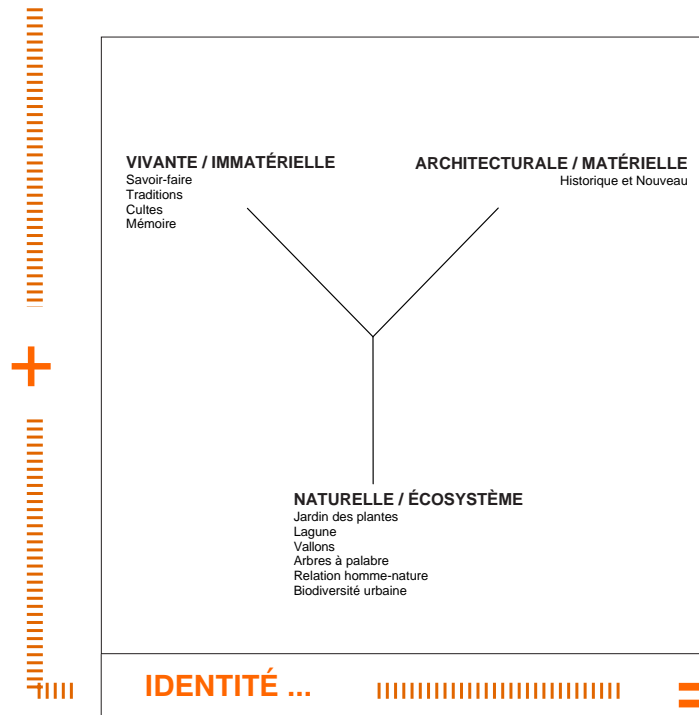 VIVANTE / IMMATÉRIELLE
Savoir-faire
Traditions
Cultes
Mémoire
ARCHITECTURALE / MATÉRIELLE
Historique et Nouveau
+
NATURELLE / ÉCOSYSTÈME
Jardin des plantes
Lagune
Vallons
Arbres à palabre
Relation homme-nature
Biodiversité urbaine
IDENTITÉ ...
=